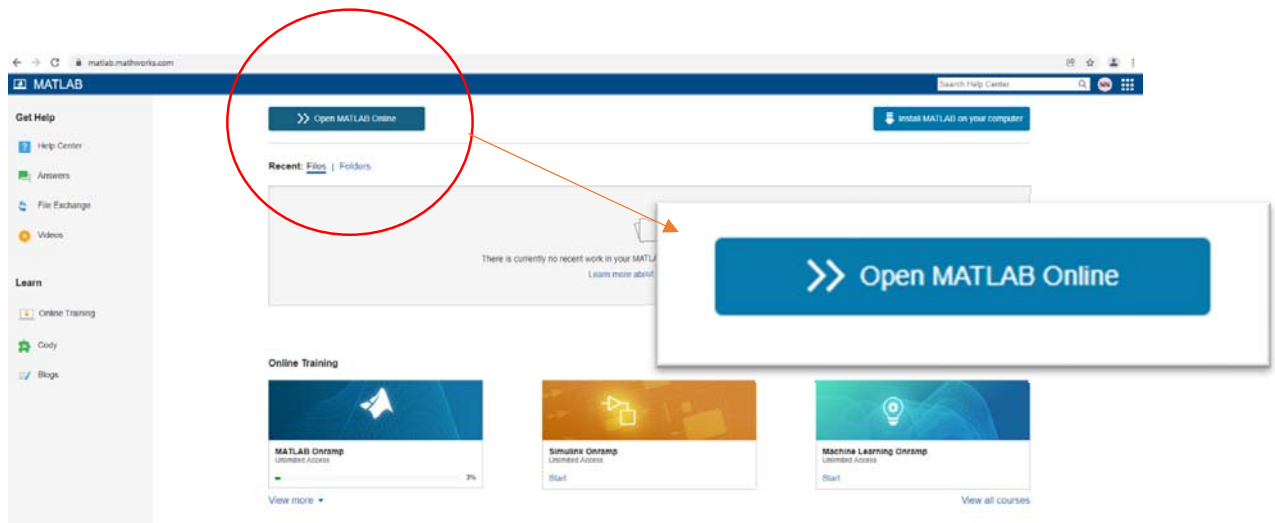 matlab.mathworks.com
MATLAB
Search Help Center
NN
Get Help
Help Center
Answers
File Exchange
Videos
Learn
Online Training
Cody
Blogs
Open MATLAB Online
Install MATLAB on your computer
Recent: Files | Folders
There is currently no recent work in your MATL
Learn more about
Open MATLAB Online
Online Training
MATLAB Onramp
Unlimited Access
3%
Simulink Onramp
Unlimited Access
Start
Machine Learning Onramp
Unlimited Access
Start
View more
View all courses